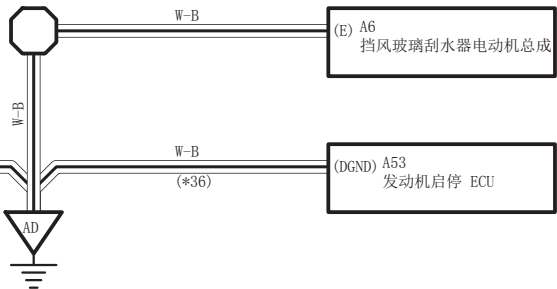 W-B
(E) A6
挡风玻璃刮水器电动机总成
W-B
W-B
(DGND) A53
(*36)
发动机启停 ECU
AD